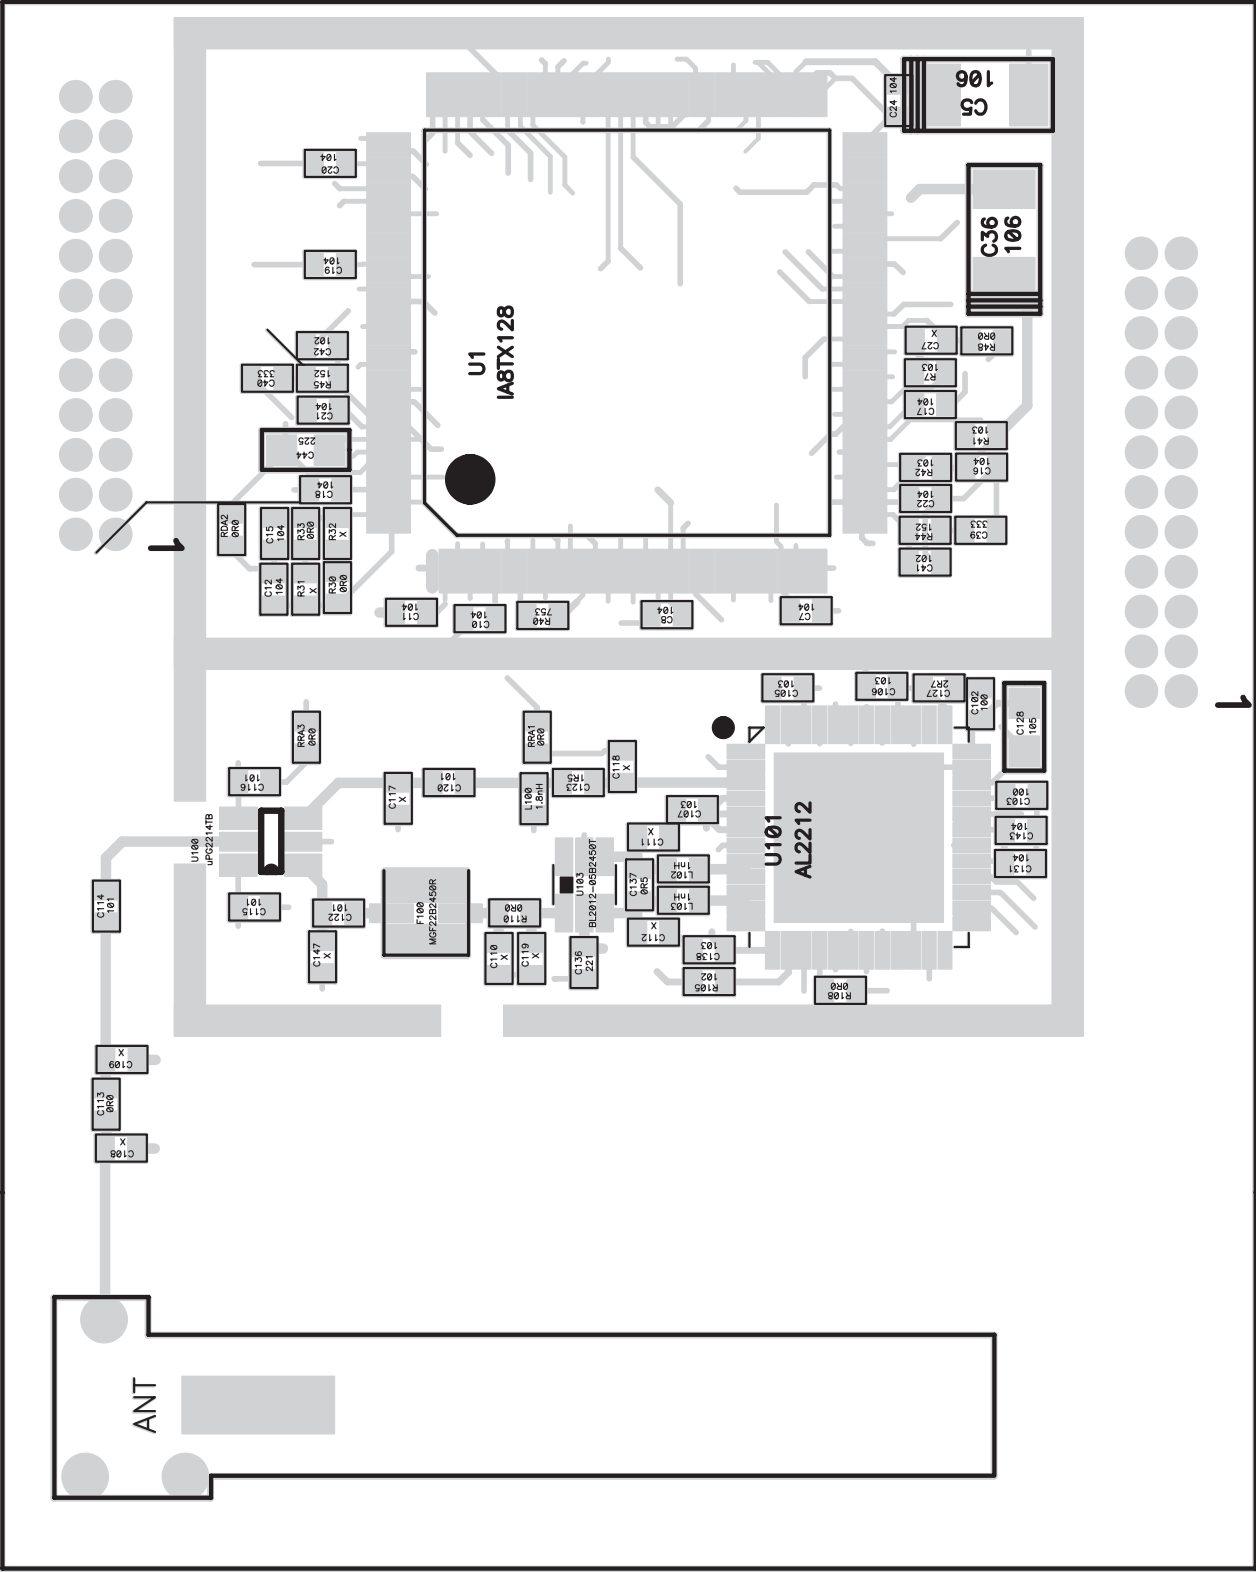 C24 104
106
C5
104
C20
C36
106
104
C19
U1
IA8TX128
102
C42
X
C27
0R0
R48
333
C40
152
R45
103
R7
104
C21
104
C17
225
C44
103
R41
103
R42
104
C16
104
C18
104
C22
RDA2
0R0
C15
104
R33
0R0
R32
X
152
R44
333
C39
1
102
C41
C12
104
R31
X
R30
0R0
104
C11
104
C10
753
R40
104
C8
104
C7
103
C105
103
C106
2R7
C127
C102
100
C128
105
1
RRA3
0R0
RRA1
0R0
C118
X
101
C116
C117
X
101
C120
L100
1.8nH
1R5
C123
103
C107
100
C103
U100
uPG2214TB
X
C111
U101
AL2212
104
C143
104
C131
U103
BL2012-05B2450T
C137
0R5
1nH
L102
1nH
L103
C114
101
101
C115
101
C122
F100
MGF22B2450R
0R0
R110
X
C112
C147
X
C110
X
C119
X
C136
221
103
C138
102
R105
0R0
R108
X
C109
C113
0R0
X
C108
ANT